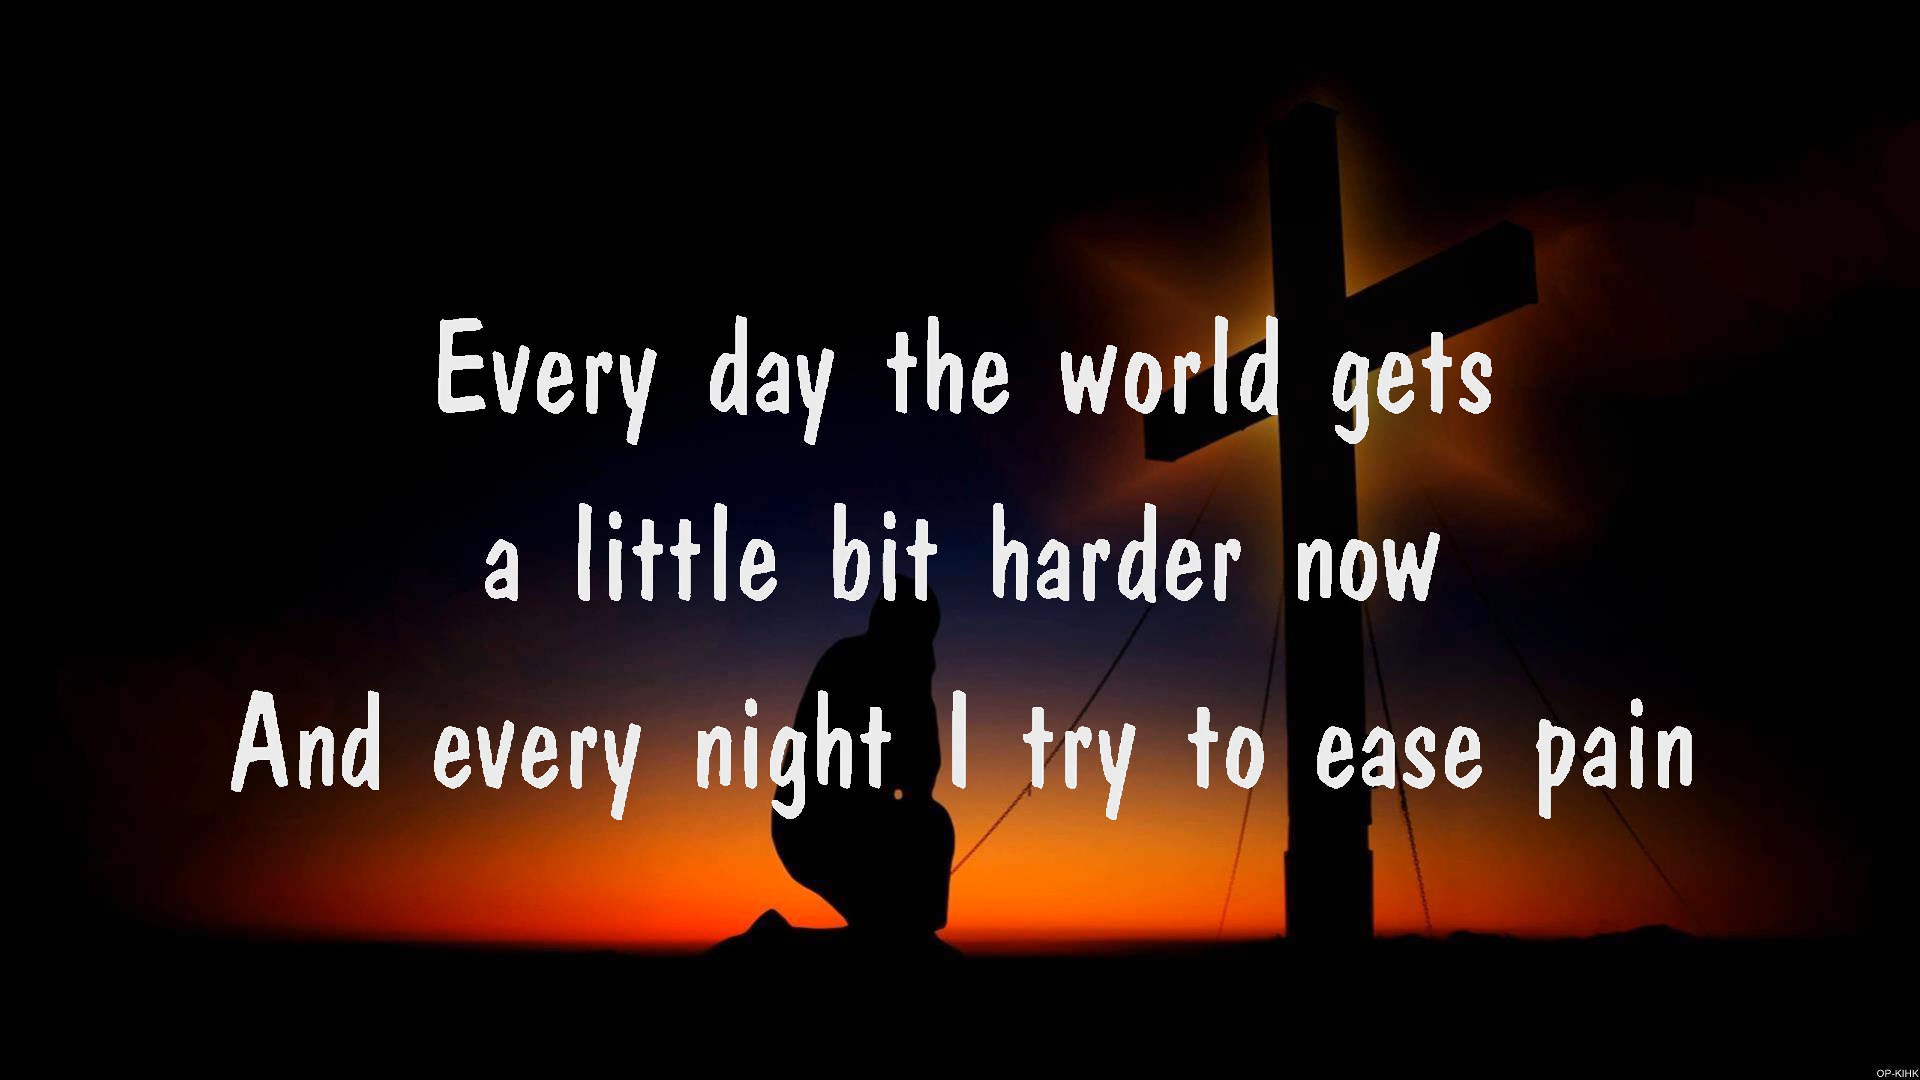 Every day the world gets
a little bit harder now
And every night I try to ease pain
OP-KIHK